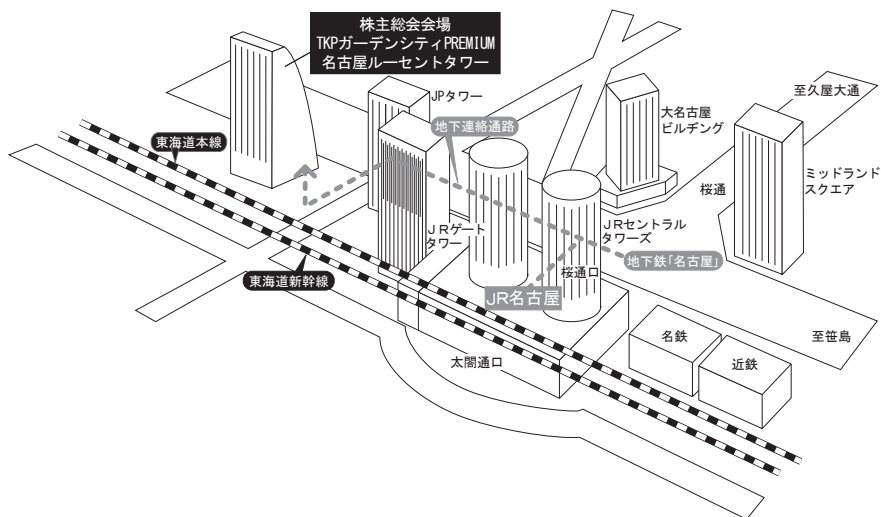 株主総会会場
TKPガーデンシティPREMIUM
名古屋ルーセントタワー
JPタワー
地下連絡通路
大名古屋
ビルヂング
至久屋大通
東海道本線
桜通
ミッドランド
スクエア
JRゲート
タワー
JRセントラル
タワーズ
地下鉄「名古屋」
東海道新幹線
桜通口
JR名古屋
太閤通口
名鉄
至笹島
近鉄